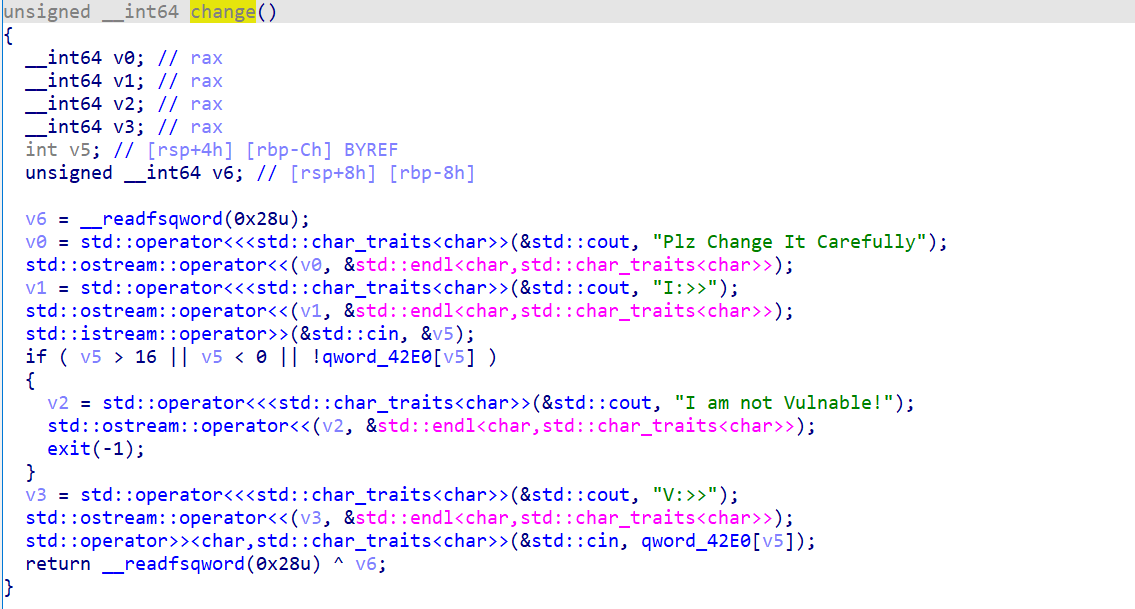 unsigned __int64 change()
{
  __int64 v0; // rax
  __int64 v1; // rax
  __int64 v2; // rax
  __int64 v3; // rax
  int v5; // [rsp+4h] [rbp-Ch] BYREF
  unsigned __int64 v6; // [rsp+8h] [rbp-8h]

  v6 = __readfsqword(0x28u);
  v0 = std::operator<<<std::char_traits<char>>(&std::cout, "Plz Change It Carefully");
  std::ostream::operator<<(v0, &std::endl<char,std::char_traits<char>>);
  v1 = std::operator<<<std::char_traits<char>>(&std::cout, "I:>>");
  std::ostream::operator<<(v1, &std::endl<char,std::char_traits<char>>);
  std::istream::operator>>(&std::cin, &v5);
  if ( v5 > 16 || v5 < 0 || !qword_42E0[v5] )
  {
    v2 = std::operator<<<std::char_traits<char>>(&std::cout, "I am not Vulnable!");
    std::ostream::operator<<(v2, &std::endl<char,std::char_traits<char>>);
    exit(-1);
  }
  v3 = std::operator<<<std::char_traits<char>>(&std::cout, "V:>>");
  std::ostream::operator<<(v3, &std::endl<char,std::char_traits<char>>);
  std::operator>><char,std::char_traits<char>>(&std::cin, qword_42E0[v5]);
  return __readfsqword(0x28u) ^ v6;
}